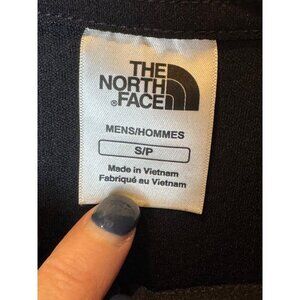 THE
NORTH
FACE
MENS/HOMMES
S/P
Made in Vietnam
Fabriqué au Vietnam